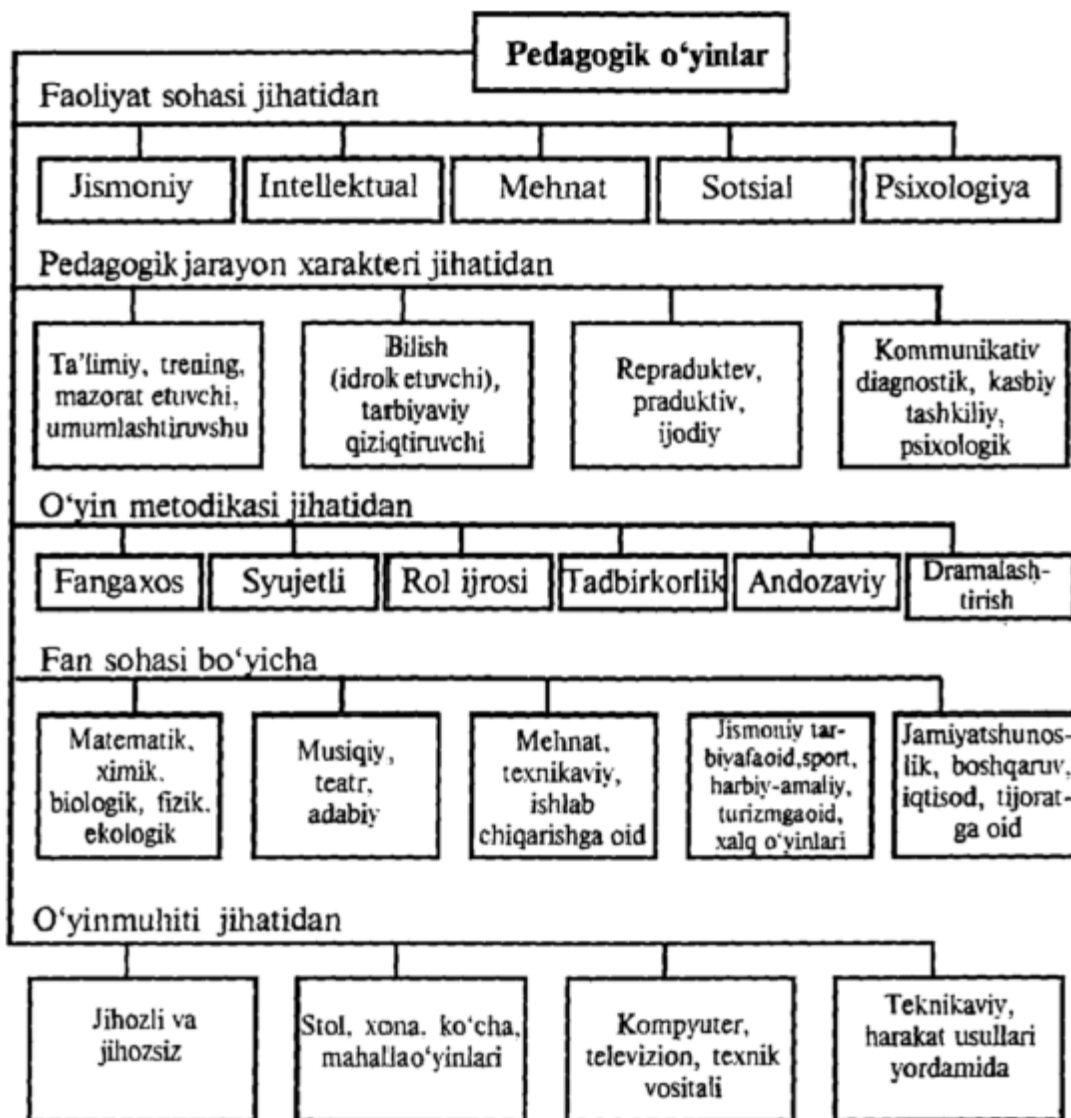 Pedagogik o‘yinlar
Faoliyat sohasi jihatidan
Jismoniy
Intellektual
Mehnat
Sotsial
Psixologiya
Pedagogik jarayon xarakteri jihatidan
Ta’limiy, trening,
mazorat etuvchi,
umumlashtiruvshu
Bilish
(idrok etuvchi),
tarbiyaviy
qiziqtiruvchi
Repraduktev,
praduktiv,
ijodiy
Kommunikativ
diagnostik, kasbiy
tashkiliy,
psixologik
O‘yin metodikasi jihatidan
Fangaxos
Syujetli
Rol ijrosi
Tadbirkorlik
Andozaviy
Dramalash-
tirish
Fan sohasi bo‘yicha
Matematik,
ximik.
biologik, fizik.
ekologik
Musiqiy,
teatr,
adabiy
Mehnat,
texnikaviy,
ishlab
chiqarishga oid
Jismoniy tar-
biyafaoid,sport,
harbiy-amaliy,
turizmgaoid,
xalq o‘yinlari
Jamiyatshunos-
lik, boshqaruv,
iqtisod, tijorat-
ga oid
O‘yinmuhiti jihatidan
Jihozli va
jihozsiz
Stol, xona. ko‘cha,
mahallao‘yinlari
Kompyuter,
televizion, texnik
vositali
Teknikaviy,
harakat usullari
yordamida